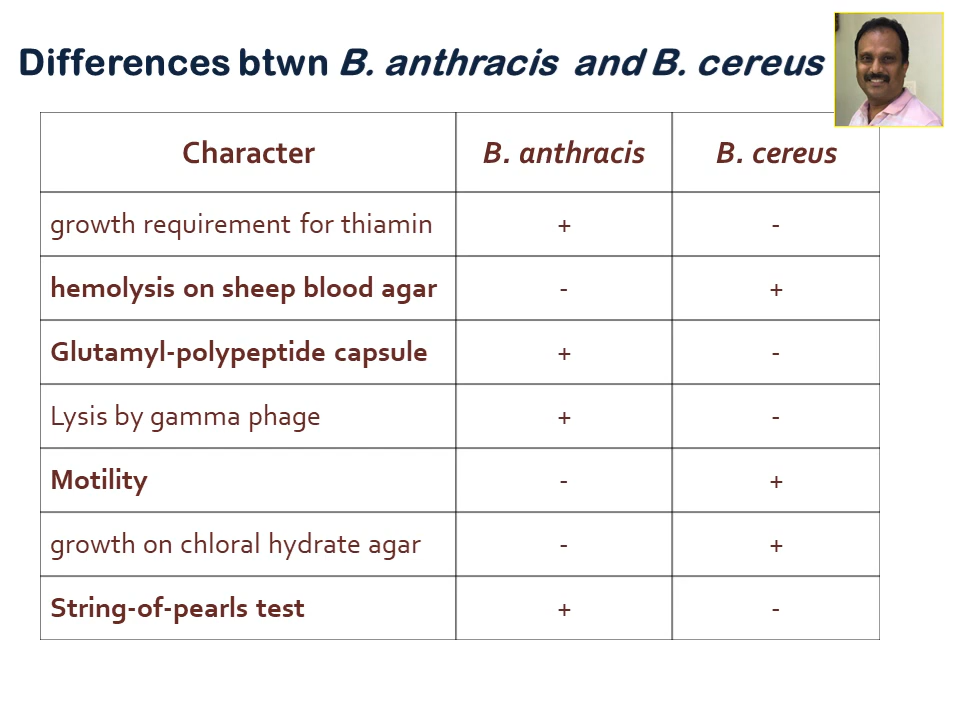 Differences btwn B. anthracis and B. cereus
Character B. anthracis B. cereus
growth requirement for thiamin + -
hemolysis on sheep blood agar - +
Glutamyl-polypeptide capsule + -
Lysis by gamma phage + -
Motility - +
growth on chloral hydrate agar - +
String-of-pearls test + -